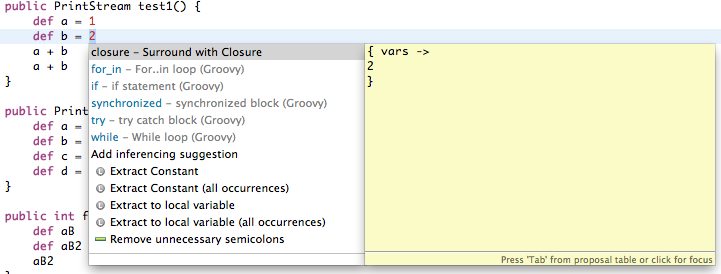 public PrintStream test1() {
def a = 1
def b = 2
a + b
a + b
}
public Print
def a =
def b =
def c =
def d =
}
public int f
def aB
def aB2
aB2
closure – Surround with Closure
for_in – For..in loop (Groovy)
if – if statement (Groovy)
synchronized – synchronized block (Groovy)
try – try catch block (Groovy)
while – While loop (Groovy)
Add inferencing suggestion
Extract Constant
Extract Constant (all occurrences)
Extract to local variable
Extract to local variable (all occurrences)
Remove unnecessary semicolons
{ vars ->
2
}
Press 'Tab' from proposal table or click for focus